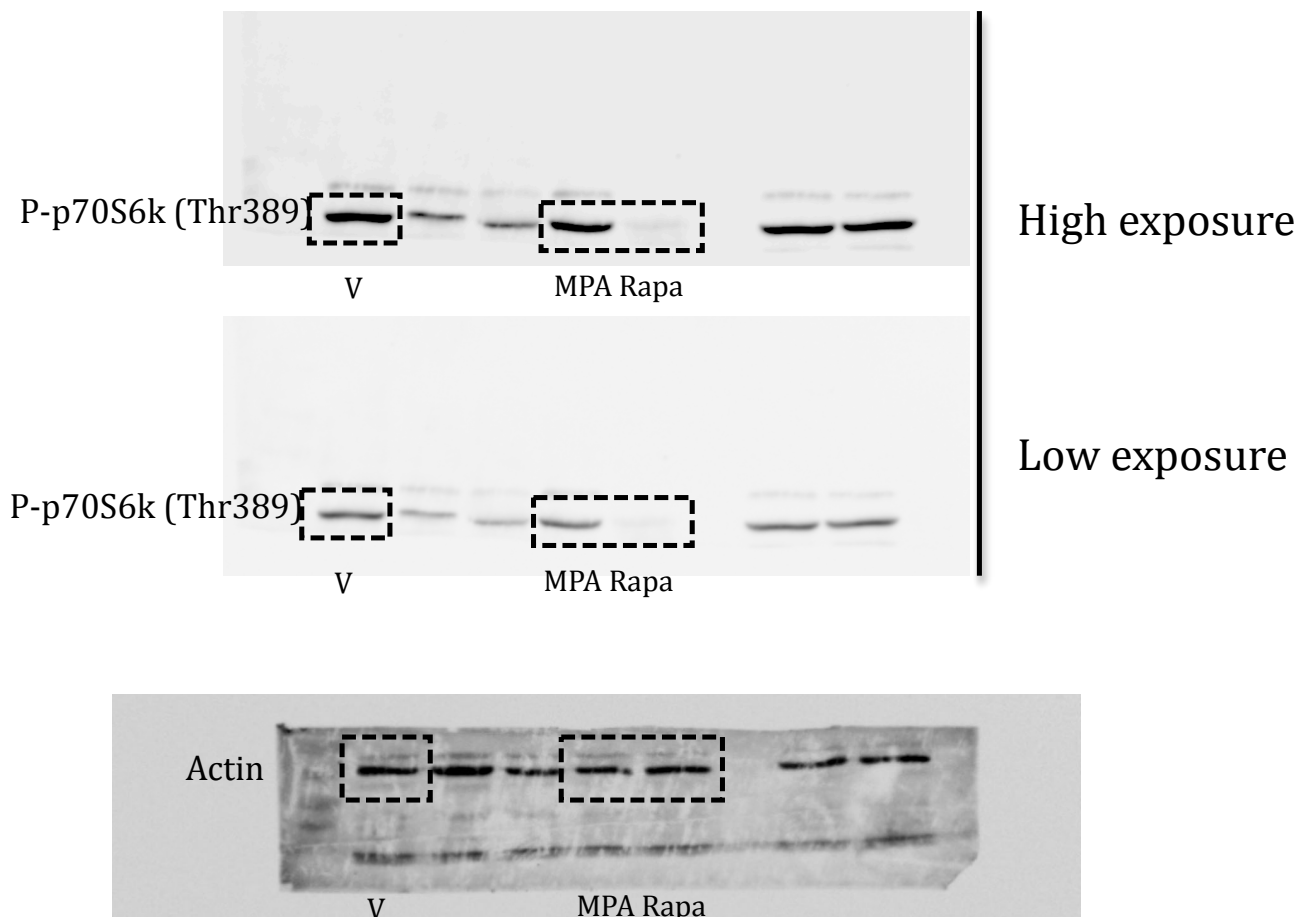 P-p70S6k (Thr389)
High exposure
V
MPA Rapa
Low exposure
P-p70S6k (Thr389)
V
MPA Rapa
Actin
V
MPA Rapa